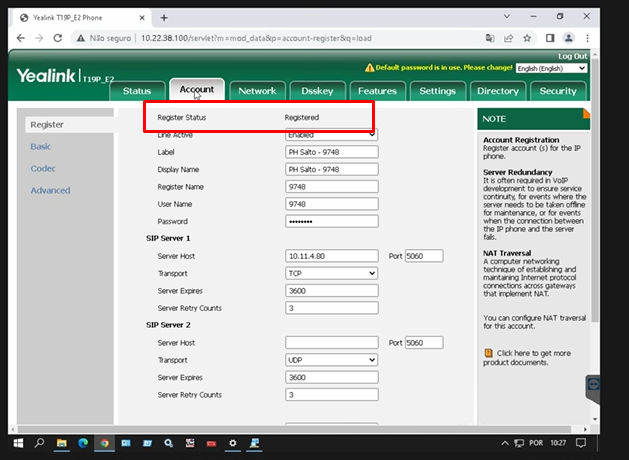 Yealink T19P_E2 Phone
Não seguro 10.22.38.100/servlet?m=mod_data&p=account-register&q=load
Log Out
Default password is in use. Please change! English (English)
Yealink T19P_E2
Status Account Network Dsskey Features Settings Directory Security
Register
Basic
Codec
Advanced
Register Status Registered
Line Active Enabled
Label PH Salto - 9748
Display Name PH Salto - 9748
Register Name 9748
User Name 9748
Password ••••••••
SIP Server 1
Server Host 10.11.4.80 Port 5060
Transport TCP
Server Expires 3600
Server Retry Counts 3
SIP Server 2
Server Host Port 5060
Transport UDP
Server Expires 3600
Server Retry Counts 3
NOTE
Account Registration
Register account (s) for the IP
phone.
Server Redundancy
It is often required in VoIP
development to ensure service
continuity, for events where the
server needs to be taken offline
for maintenance, or for events
when the connection between
the IP phone and the server
fails.
NAT Traversal
A computer networking
technique of establishing and
maintaining Internet protocol
connections across gateways
that implement NAT.
You can configure NAT traversal
for this account.
Click here to get more
product documents.
POR 10:27